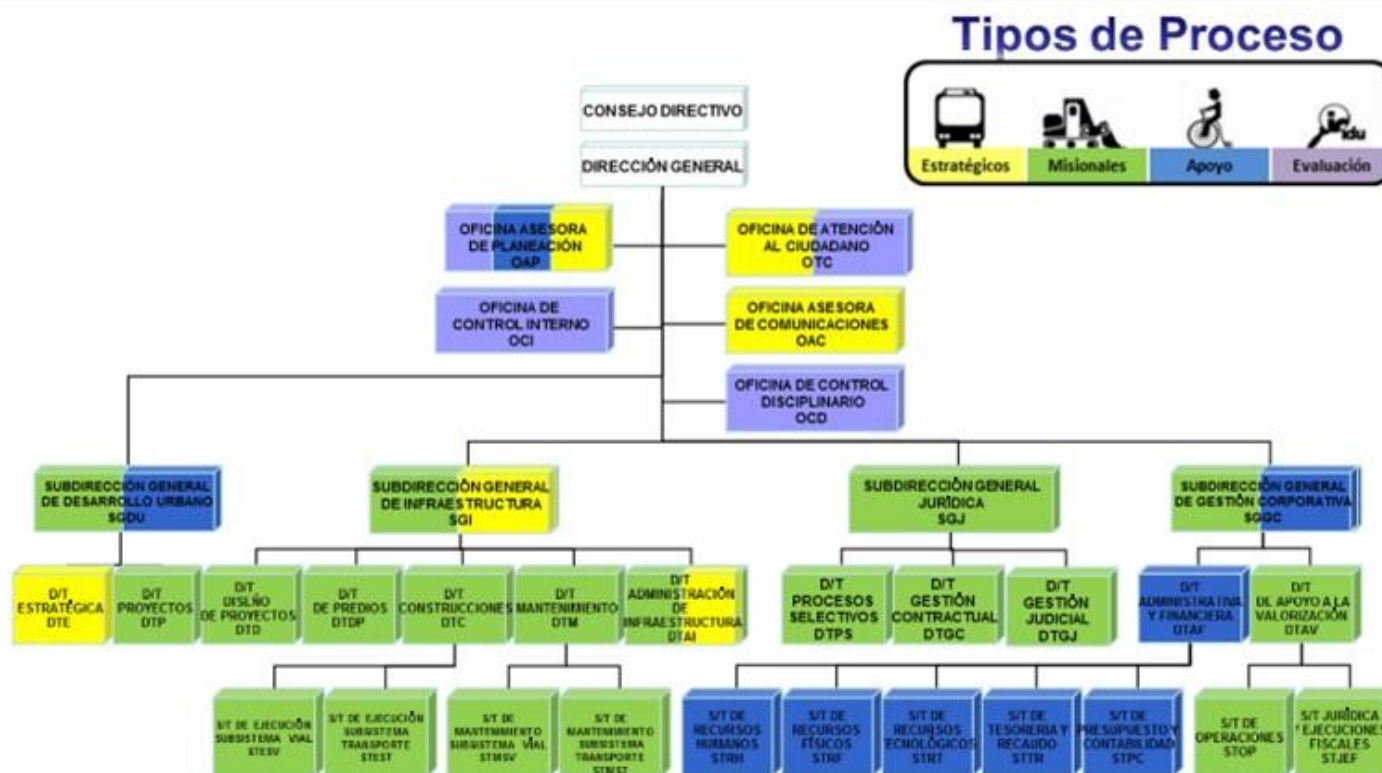 Tipos de Proceso
idu
Estratégicos
Misionales
Apoyo
Evaluación
CONSEJO DIRECTIVO
DIRECCIÓN GENERAL
OFICINA ASESORA
DE PLANEACIÓN
OAP
OFICINA DE ATENCIÓN
AL CIUDADANO
OTC
OFICINA DE
CONTROL INTERNO
OCI
OFICINA ASESORA
DE COMUNICACIONES
OAC
OFICINA DE CONTROL
DISCIPLINARIO
OCD
SUBDIRECCIÓN GENERAL
DE DESARROLLO URBANO
SGDU
SUBDIRECCIÓN GENERAL
DE INFRAESTRUCTURA
SGI
SUBDIRECCIÓN GENERAL
JURÍDICA
SGJ
SUBDIRECCIÓN GENERAL
DE GESTIÓN CORPORATIVA
SGGC
D/T
ESTRATÉGICA
DTE
D/T
PROYECTOS
DTP
D/T
DISEÑO
DE PROYECTOS
DTD
D/T
DE PREDIOS
DTDP
D/T
CONSTRUCCIONES
DTC
D/T
MANTENIMIENTO
DTM
D/T
ADMINISTRACIÓN
DE
INFRAESTRUCTURA
DTAI
D/T
PROCESOS
SELECTIVOS
DTPS
D/T
GESTIÓN
CONTRACTUAL
DTGC
D/T
GESTIÓN
JUDICIAL
DTGJ
D/T
ADMINISTRATIVA
Y FINANCIERA
DTAF
D/T
DE APOYO A LA
VALORIZACIÓN
DTAV
S/T DE EJECUCIÓN
SUBSISTEMA VIAL
STESV
S/T DE EJECUCIÓN
SUBSISTEMA
TRANSPORTE
STEST
S/T DE
MANTENIMIENTO
SUBSISTEMA VIAL
STMSV
S/T DE
MANTENIMIENTO
SUBSISTEMA
TRANSPORTE
STMST
S/T DE
RECURSOS
HUMANOS
STRH
S/T DE
RECURSOS
FÍSICOS
STRF
S/T DE
RECURSOS
TECNOLÓGICOS
STRT
S/T DE
TESORERIA Y
RECAUDO
STTR
S/T DE
PRESUPUESTO Y
CONTABILIDAD
STPC
S/T DE
OPERACIONES
STOP
S/T JURÍDICA
Y EJECUCIONES
FISCALES
STJEF